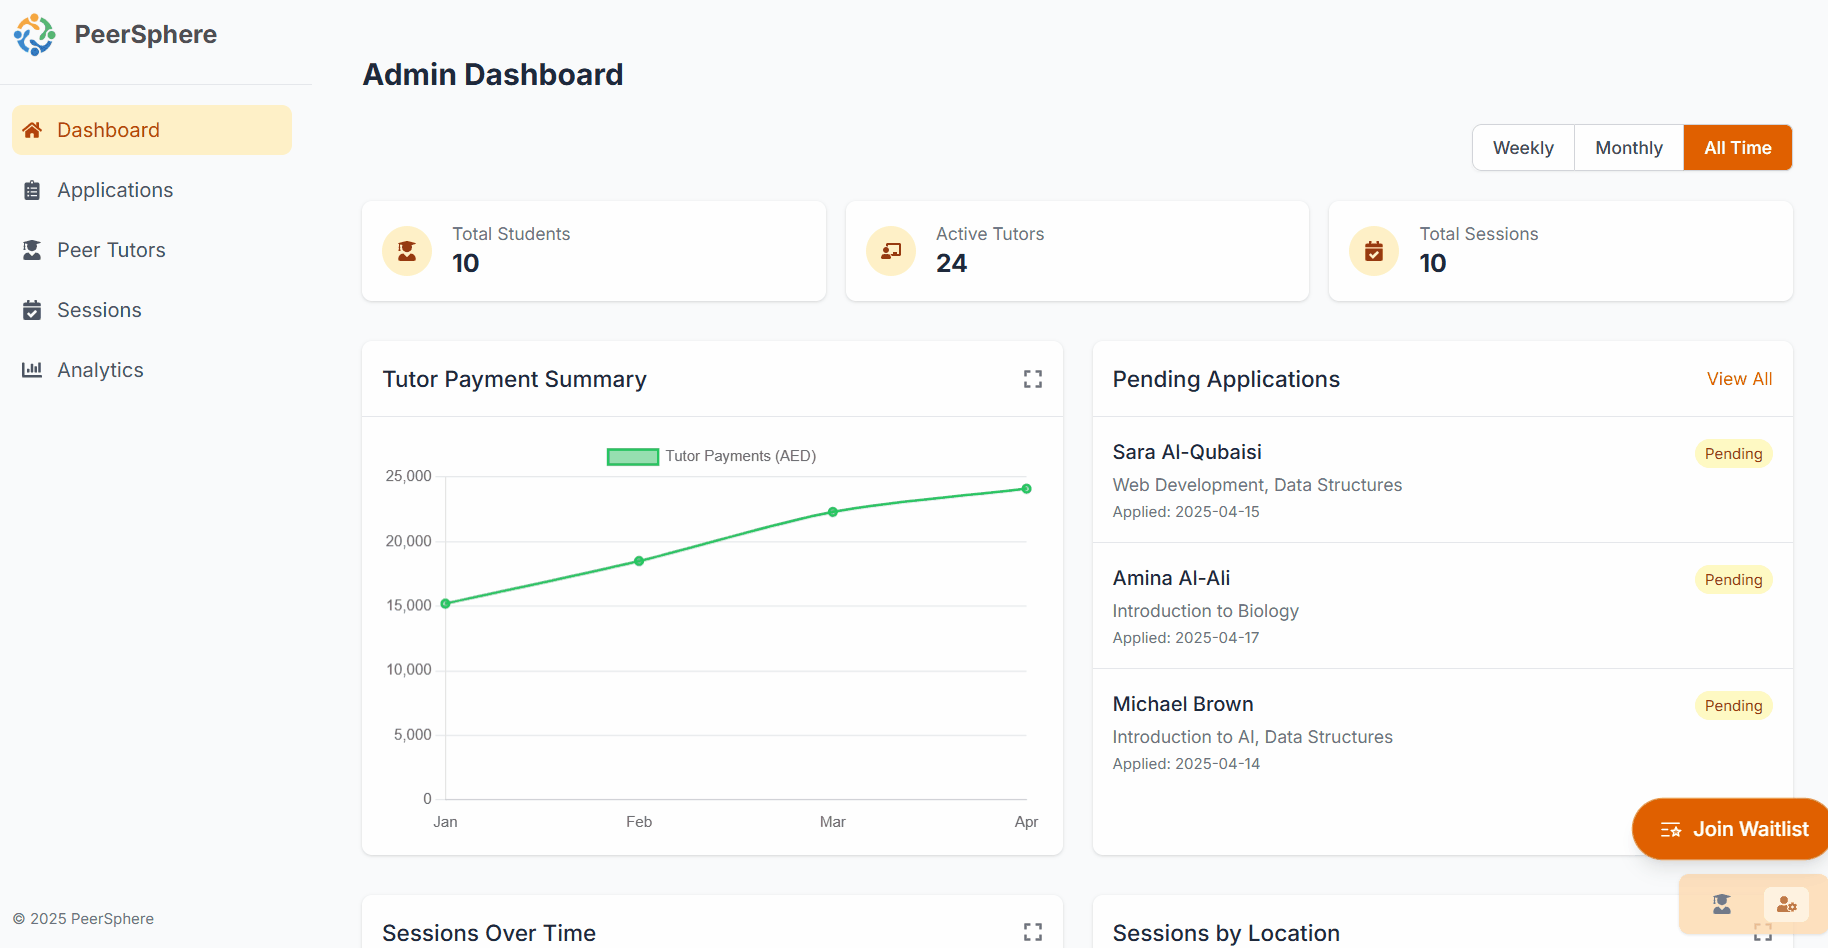 PeerSphere
Dashboard
Applications
Peer Tutors
Sessions
Analytics
© 2025 PeerSphere
Admin Dashboard
Weekly
Monthly
All Time
Total Students
10
Active Tutors
24
Total Sessions
10
Tutor Payment Summary
Tutor Payments (AED)
25,000
20,000
15,000
10,000
5,000
0
Jan
Feb
Mar
Apr
Pending Applications
View All
Sara Al-Qubaisi
Pending
Web Development, Data Structures
Applied: 2025-04-15
Amina Al-Ali
Pending
Introduction to Biology
Applied: 2025-04-17
Michael Brown
Pending
Introduction to AI, Data Structures
Applied: 2025-04-14
Join Waitlist
Sessions Over Time
Sessions by Location